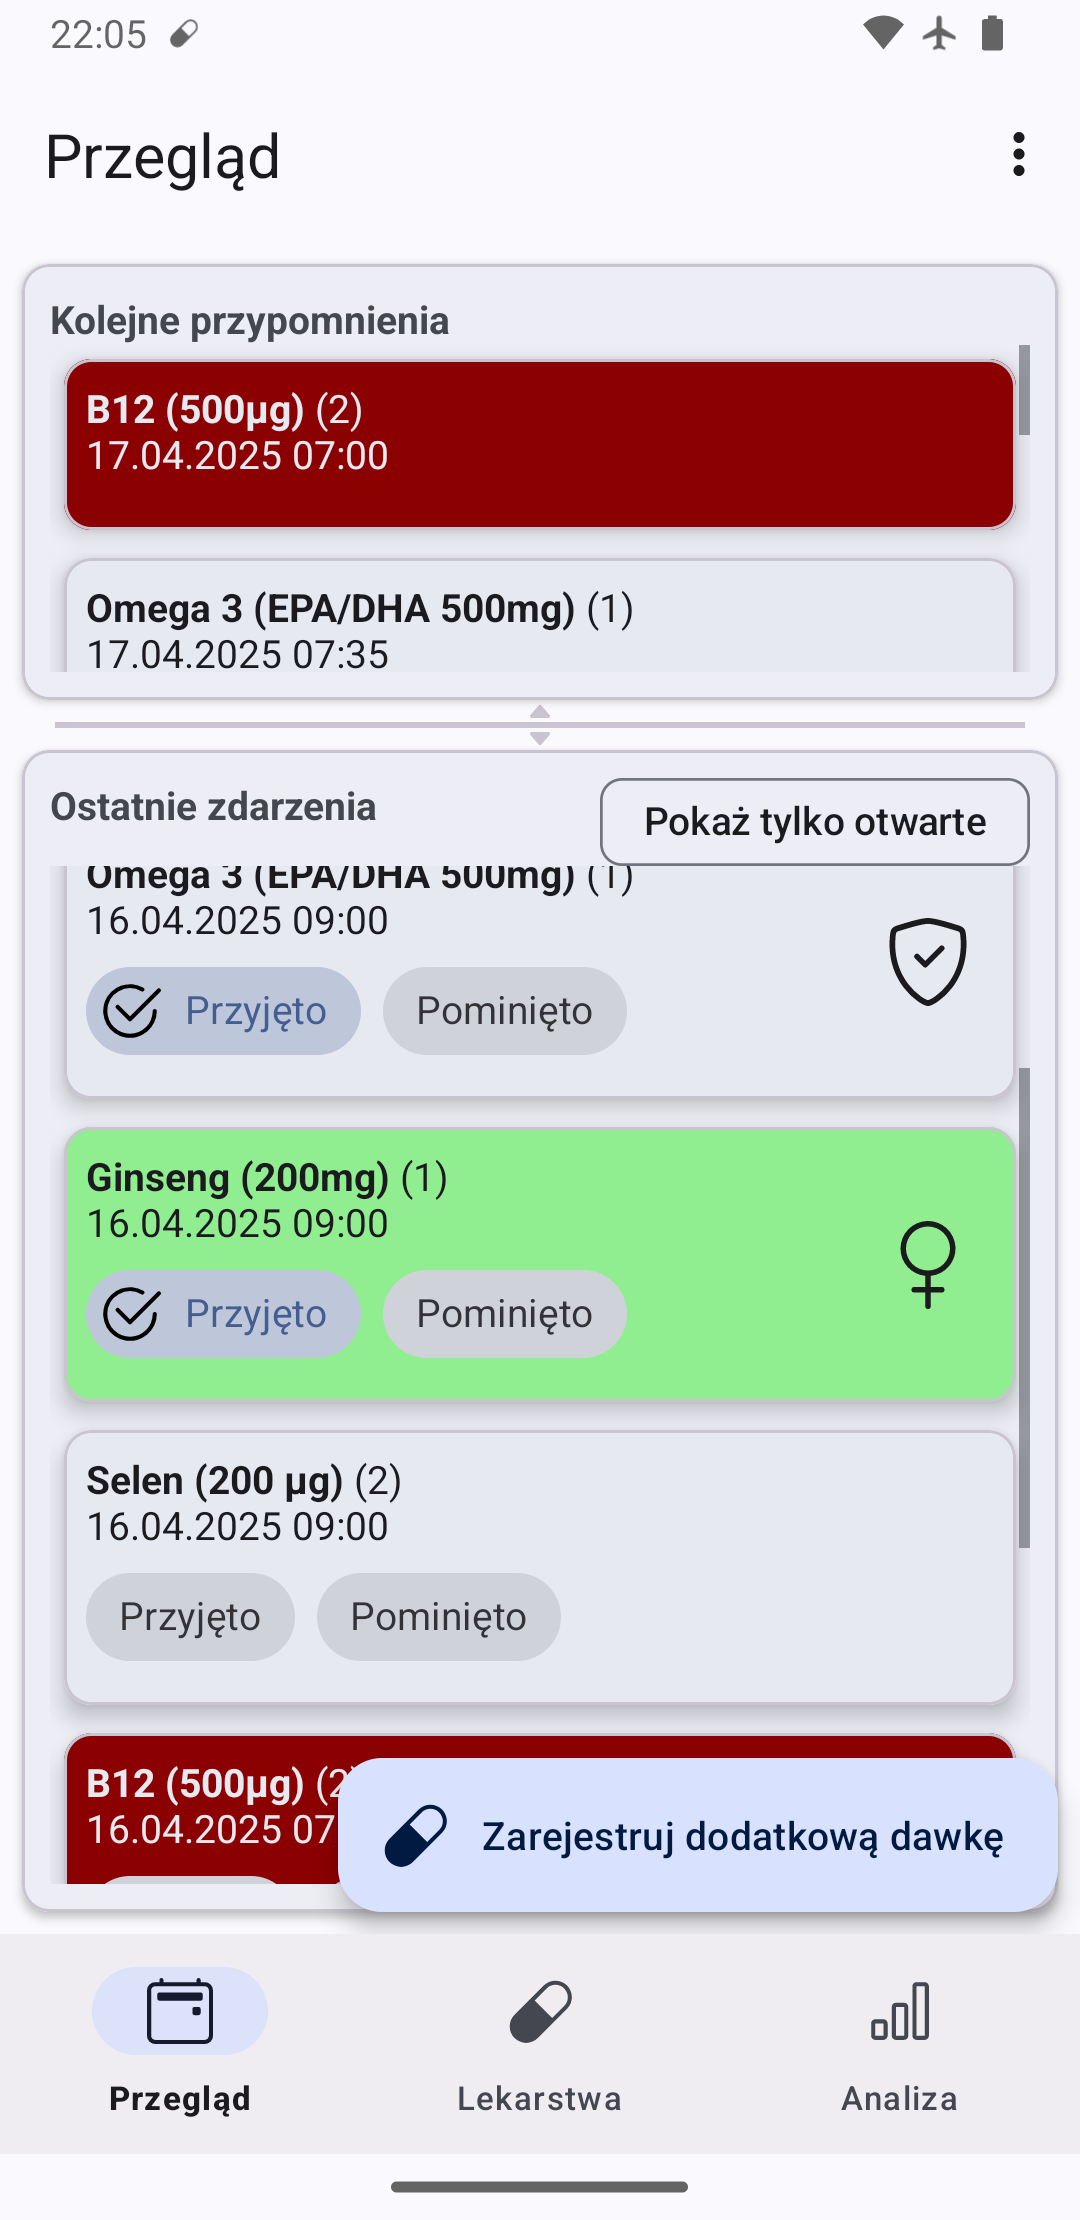 22:05
Przegląd
Kolejne przypomnienia
B12 (500µg) (2)
17.04.2025 07:00
Omega 3 (EPA/DHA 500mg) (1)
17.04.2025 07:35
Ostatnie zdarzenia
Pokaż tylko otwarte
Omega 3 (EPA/DHA 500mg) (1)
16.04.2025 09:00
Przyjęto Pominięto
Ginseng (200mg) (1)
16.04.2025 09:00
Przyjęto Pominięto
Selen (200 µg) (2)
16.04.2025 09:00
Przyjęto Pominięto
B12 (500µg) (2
16.04.2025 07
Zarejestruj dodatkową dawkę
Przegląd Lekarstwa Analiza